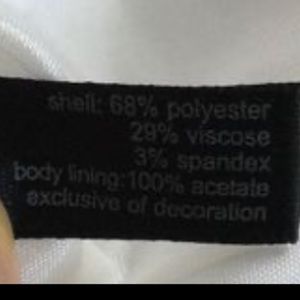 shell: 68% polyester
29% viscose
3% spandex
body lining:100% acetate
exclusive of decoration